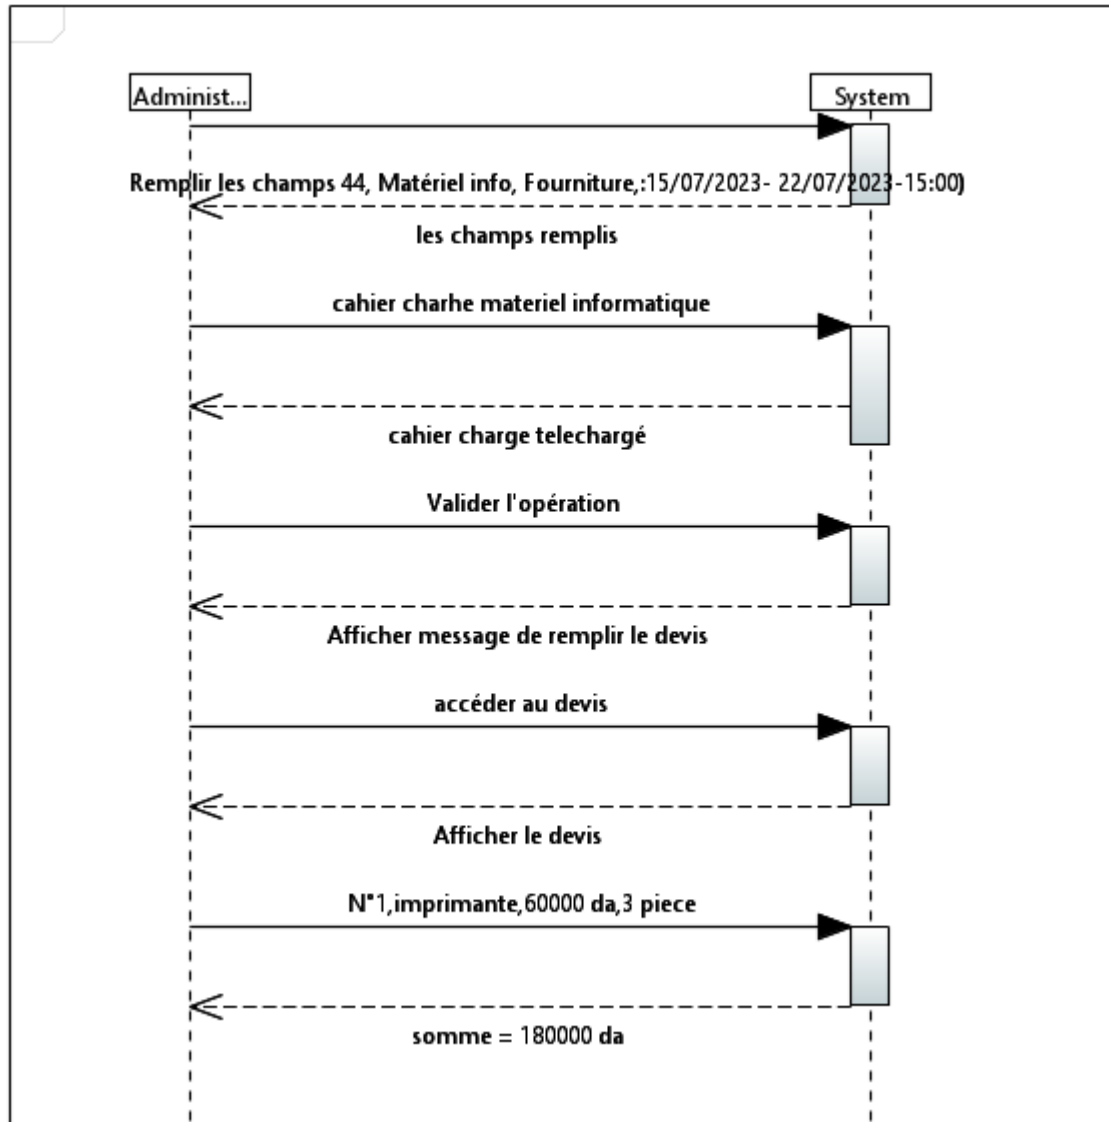 Administ...
System
Remplir les champs 44, Matériel info, Fourniture,:15/07/2023- 22/07/2023-15:00)
les champs remplis
cahier charhe materiel informatique
cahier charge telechargé
Valider l'opération
Afficher message de remplir le devis
accéder au devis
Afficher le devis
N°1,imprimante,60000 da,3 piece
somme = 180000 da